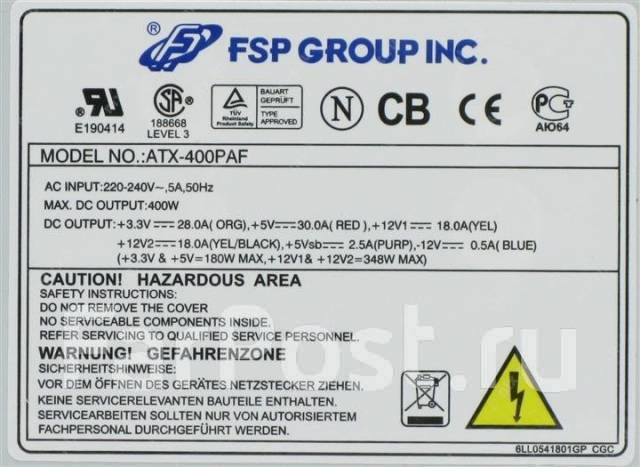 FSP GROUP INC.
E190414
188668
LEVEL 3
TÜV
Rheinland
Product Safety
BAUART
GEPRÜFT
TYPE
APPROVED
N
CB
CE
АЮ64
MODEL NO.:ATX-400PAF
AC INPUT:220-240V~,5A,50Hz
MAX. DC OUTPUT:400W
DC OUTPUT:+3.3V⎓28.0A( ORG),+5V⎓30.0A( RED ),+12V1⎓18.0A(YEL)
+12V2⎓18.0A(YEL/BLACK),+5Vsb⎓2.5A(PURP),-12V⎓0.5A( BLUE)
(+3.3V & +5V=180W MAX, +12V1& +12V2=348W MAX)
CAUTION! HAZARDOUS AREA
SAFETY INSTRUCTIONS:
DO NOT REMOVE THE COVER
NO SERVICEABLE COMPONENTS INSIDE.
REFER SERVICING TO QUALIFIED SERVICE PERSONNEL.
WARNUNG! GEFAHRENZONE
SICHERHEITSHINWEISE:
VOR DEM ÖFFNEN DES GERÄTES NETZSTECKER ZIEHEN.
KEINE SERVICERELEVANTEN BAUTEILE ENTHALTEN.
SERVICEARBEITEN SOLLTEN NUR VON AUTORISIERTEM
FACHPERSONAL DURCHGEFÜHRT WERDEN
6LL0541801GP CGC